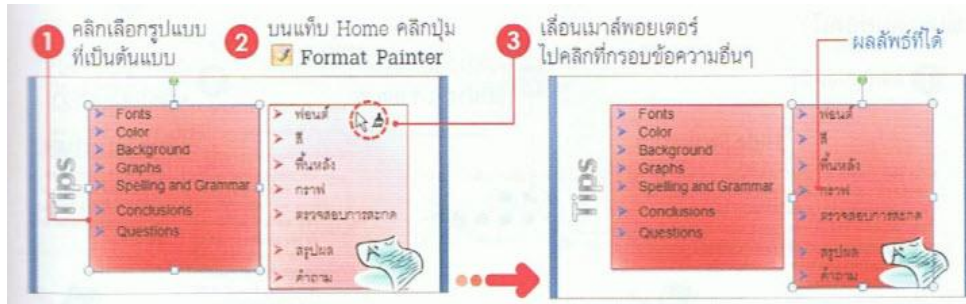 1 คลิกเลือกรูปแบบ
ที่เป็นต้นแบบ
2 บนแท็บ Home คลิกปุ่ม
Format Painter
3 เลื่อนเมาส์พอยเตอร์
ไปคลิกที่กรอบข้อความอื่นๆ
ผลลัพธ์ที่ได้
Tips
Fonts
Color
Background
Graphs
Spelling and Grammar
Conclusions
Questions
ฟอนต์
สี
พื้นหลัง
กราฟ
ตรวจสอบการสะกด
สรุปผล
คำถาม
Tips
Fonts
Color
Background
Graphs
Spelling and Grammar
Conclusions
Questions
ฟอนต์
สี
พื้นหลัง
กราฟ
ตรวจสอบการสะกด
สรุปผล
คำถาม